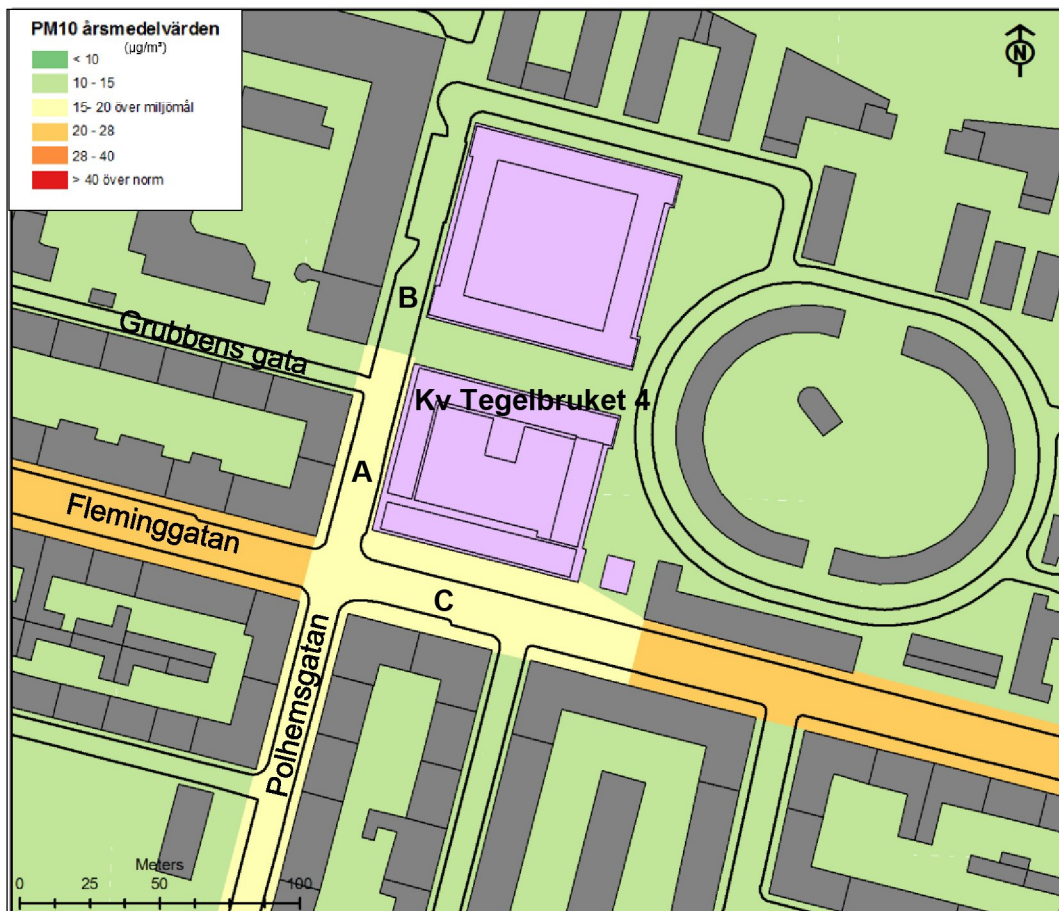 PM10 årsmedelvärden
(µg/m³)
< 10
10 - 15
15- 20 över miljömål
20 - 28
28 - 40
> 40 över norm
N
B
Grubbens gata
Kv Tegelbruket 4
A
Fleminggatan
C
Polhemsgatan
Meters
0 25 50 100